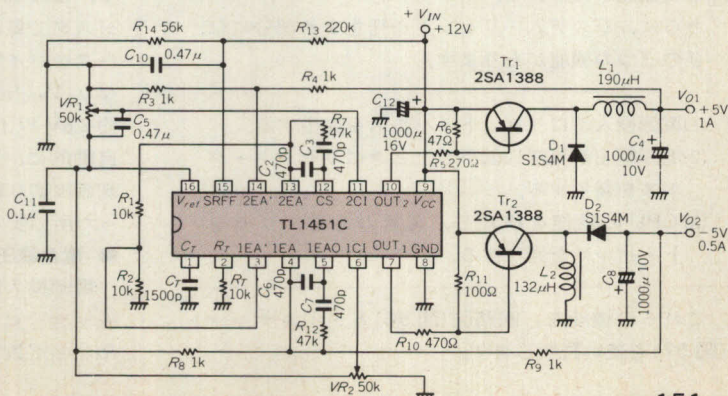 R14 56k
R13 220k
+VIN
+12V
C10
0.47μ
Tr1
2SA1388
L1
190μH
R3 1k
R4 1k
VR1
50k
C5
0.47μ
C12
+
1000μ
16V
R7
47k
C2
470p
C3
470p
R6
47Ω
R5 270Ω
D1
S1S4M
C4
+
1000μ
10V
VO1
+5V
1A
C11
0.1μ
R1
10k
R2
10k
16 15 14 13 12 11 10 9
Vref SRFF 2EA' 2EA CS 2CI OUT2 VCC
TL1451C
CT RT 1EA' 1EA 1EAO 1CI OUT1 GND
1 2 3 4 5 6 7 8
Tr2
2SA1388
D2
S1S4M
VO2
-5V
0.5A
L2
132μH
C8
+
1000μ 10V
R11
100Ω
CT
1500p
RT
10k
C6
470p
C7
470p
R12
47k
R10 470Ω
R8 1k
R9 1k
VR2 50k